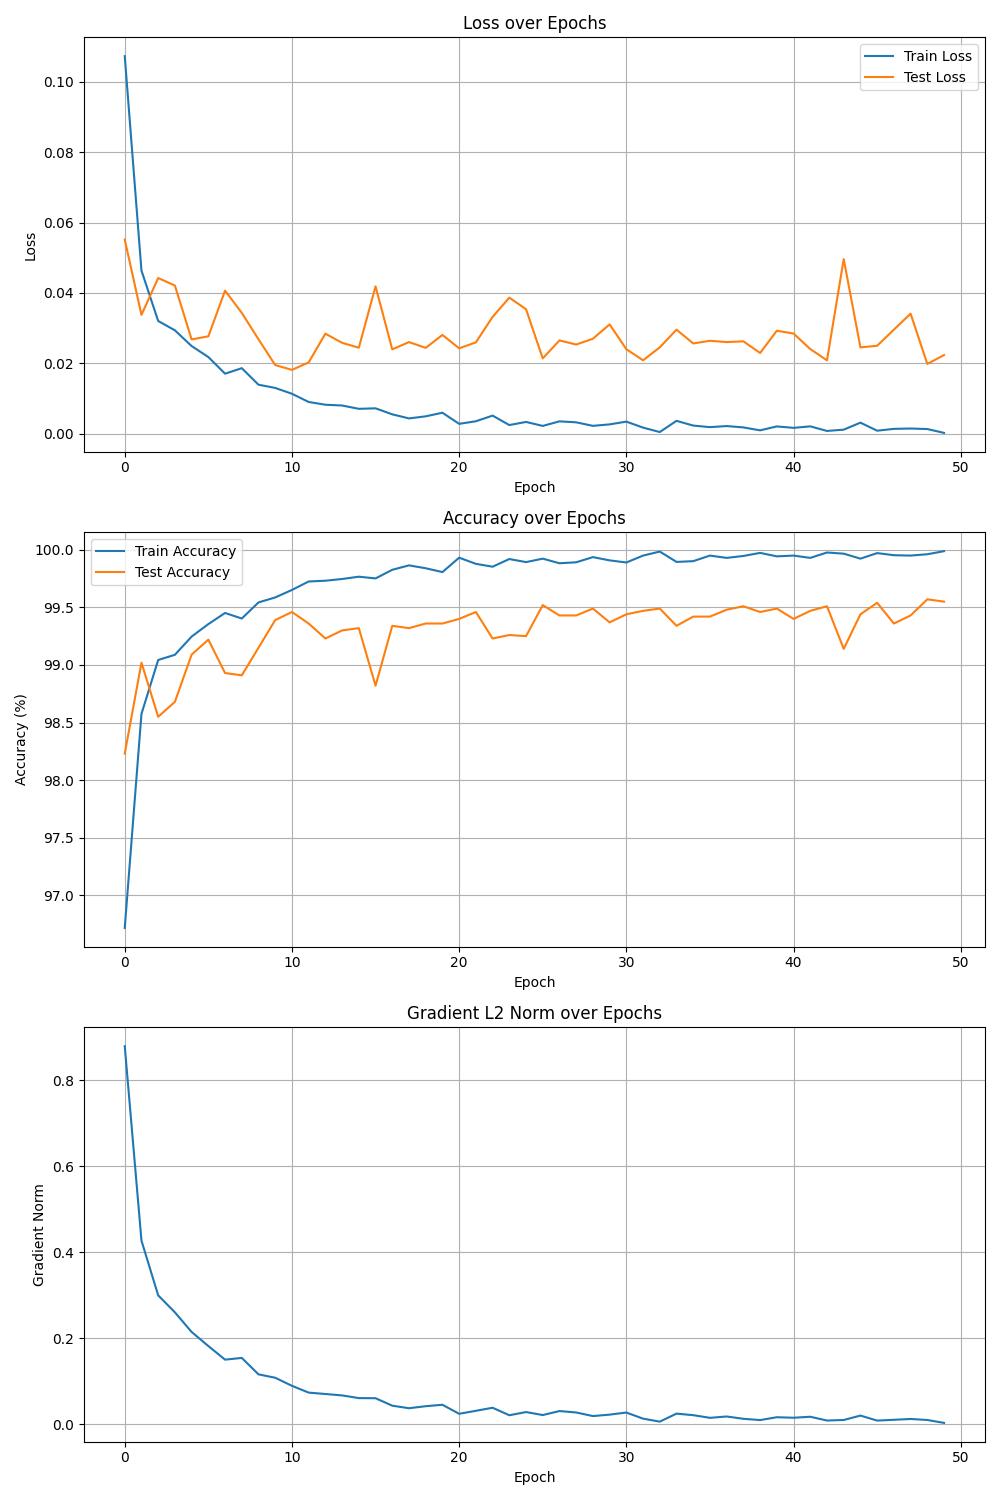 Loss over Epochs
Train Loss
Test Loss
0.10
0.08
0.06
0.04
0.02
0.00
Loss
0 10 20 30 40 50
Epoch
Accuracy over Epochs
Train Accuracy
Test Accuracy
100.0
99.5
99.0
98.5
98.0
97.5
97.0
Accuracy (%)
0 10 20 30 40 50
Epoch
Gradient L2 Norm over Epochs
0.8
0.6
0.4
0.2
0.0
Gradient Norm
0 10 20 30 40 50
Epoch